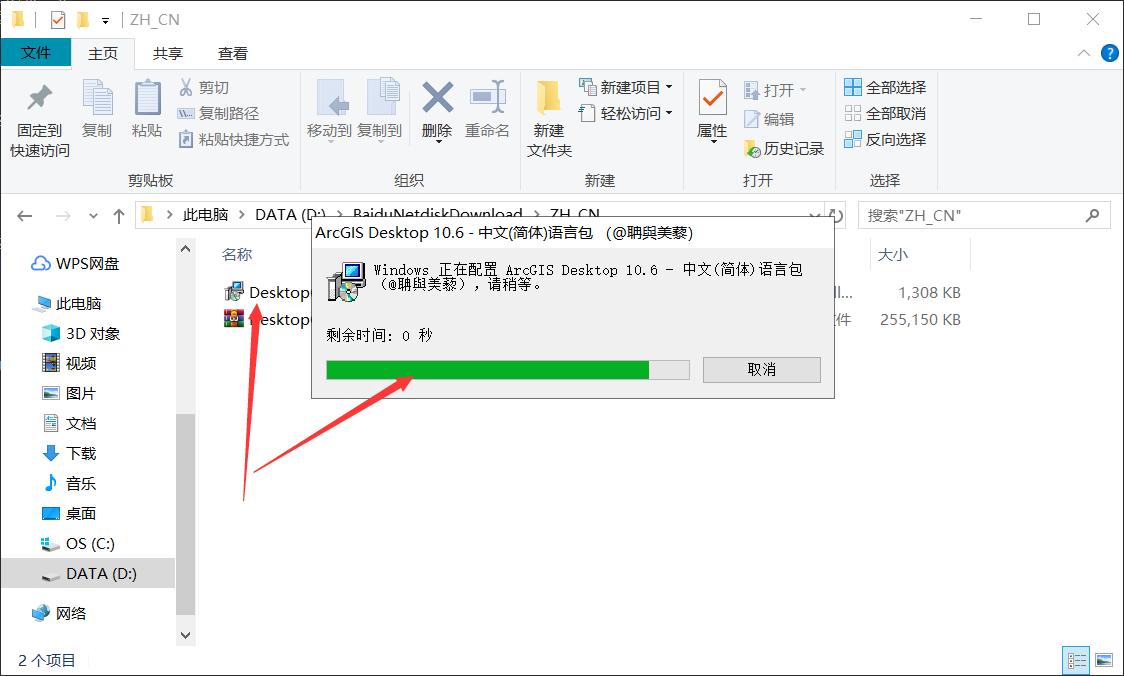 ZH_CN
文件 主页 共享 查看
固定到
快速访问
复制
粘贴
剪切
复制路径
粘贴快捷方式
剪贴板
移动到
复制到
删除
重命名
组织
新建
文件夹
新建项目
轻松访问
新建
属性
打开
编辑
历史记录
打开
全部选择
全部取消
反向选择
选择
此电脑 > DATA (D:) > BaiduNetdiskDownload > ZH_CN
搜索"ZH_CN"
WPS网盘
此电脑
3D 对象
视频
图片
文档
下载
音乐
桌面
OS (C:)
DATA (D:)
网络
名称 大小
Desktop 1,308 KB
Desktop 件 255,150 KB
ArcGIS Desktop 10.6 - 中文(简体)语言包 （@聃與美藜）
Windows 正在配置 ArcGIS Desktop 10.6 - 中文(简体)语言包
（@聃與美藜），请稍等。
剩余时间: 0 秒
取消
2 个项目